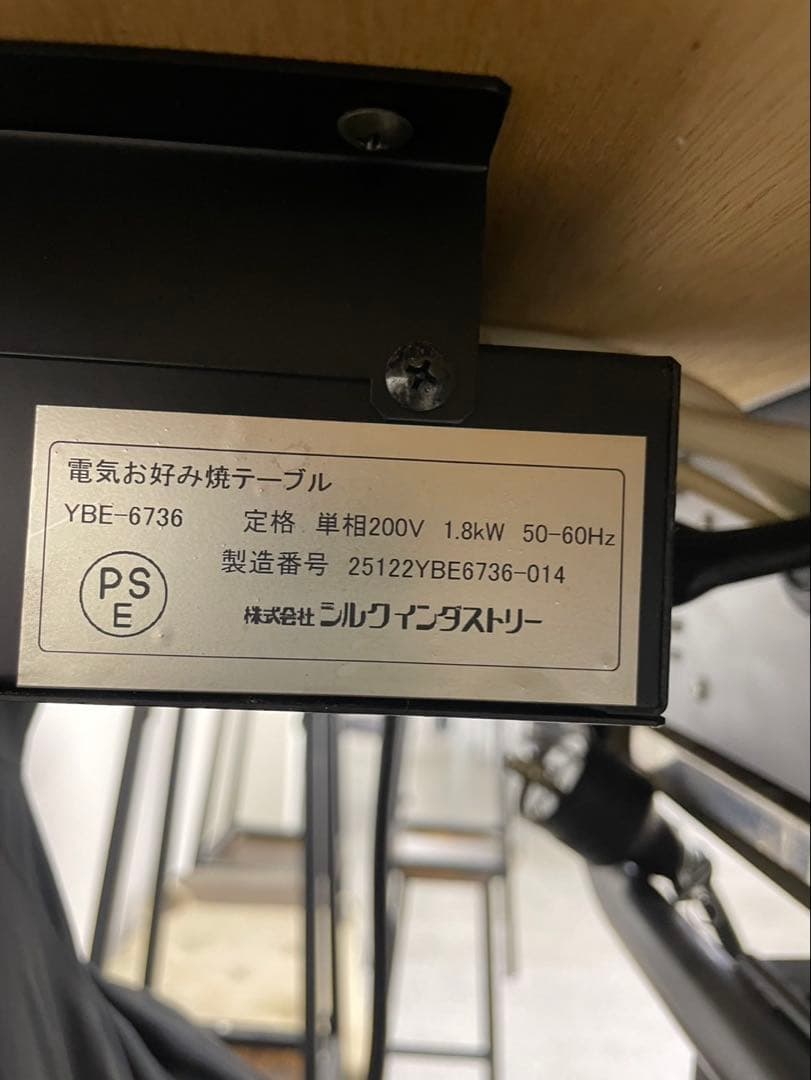 電気お好み焼テーブル
YBE-6736 定格 単相200V 1.8kW 50-60Hz
製造番号 25122YBE6736-014
PS
E
株式会社シルクインダストリー